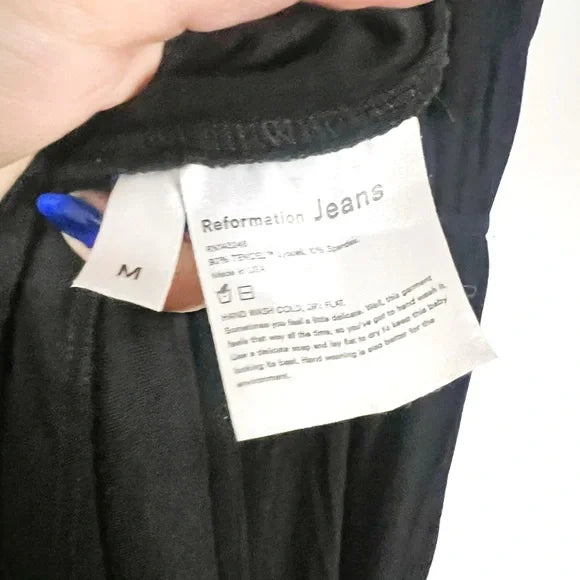 M
Reformation Jeans
90% TENCEL™ Lyocell, 10% Spandex
Made in USA
HAND WASH COLD, DRY FLAT.
Sometimes you feel a little delicate. Well, this garment
feels that way all the time, so you've got to hand wash it.
Use a delicate soap and lay flat to dry to keep this baby
looking its best. Hand washing is also better for the
environment.